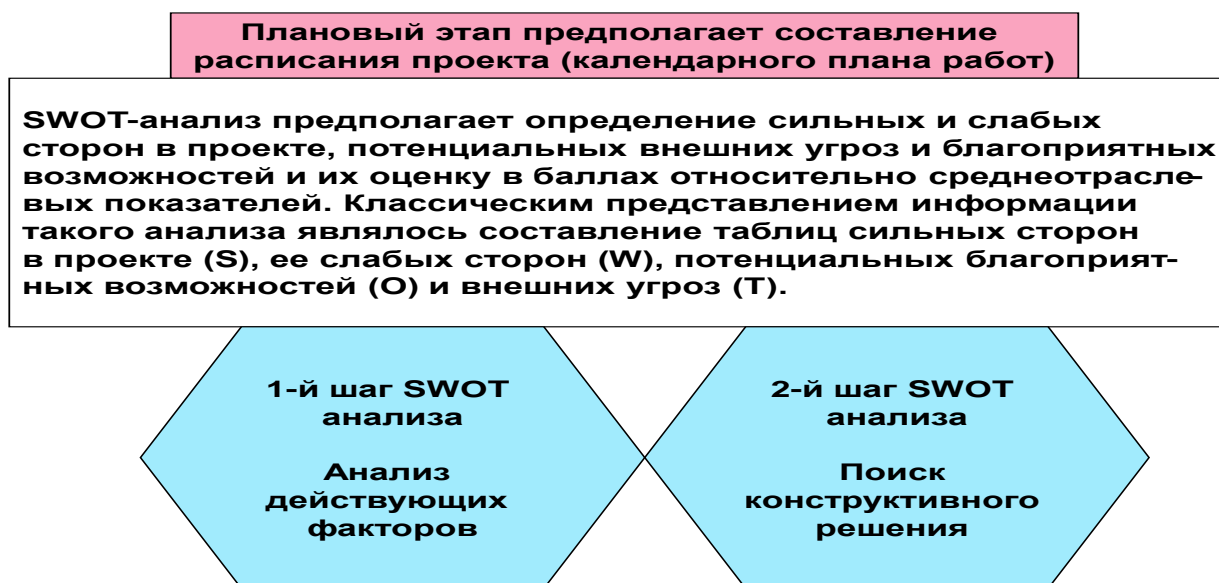 Плановый этап предполагает составление
расписания проекта (календарного плана работ)
SWOT-анализ предполагает определение сильных и слабых
сторон в проекте, потенциальных внешних угроз и благоприятных
возможностей и их оценку в баллах относительно среднеотрасле-
вых показателей. Классическим представлением информации
такого анализа являлось составление таблиц сильных сторон
в проекте (S), ее слабых сторон (W), потенциальных благоприят-
ных возможностей (O) и внешних угроз (T).
1-й шаг SWOT
анализа
Анализ
действующих
факторов
2-й шаг SWOT
анализа
Поиск
конструктивного
решения